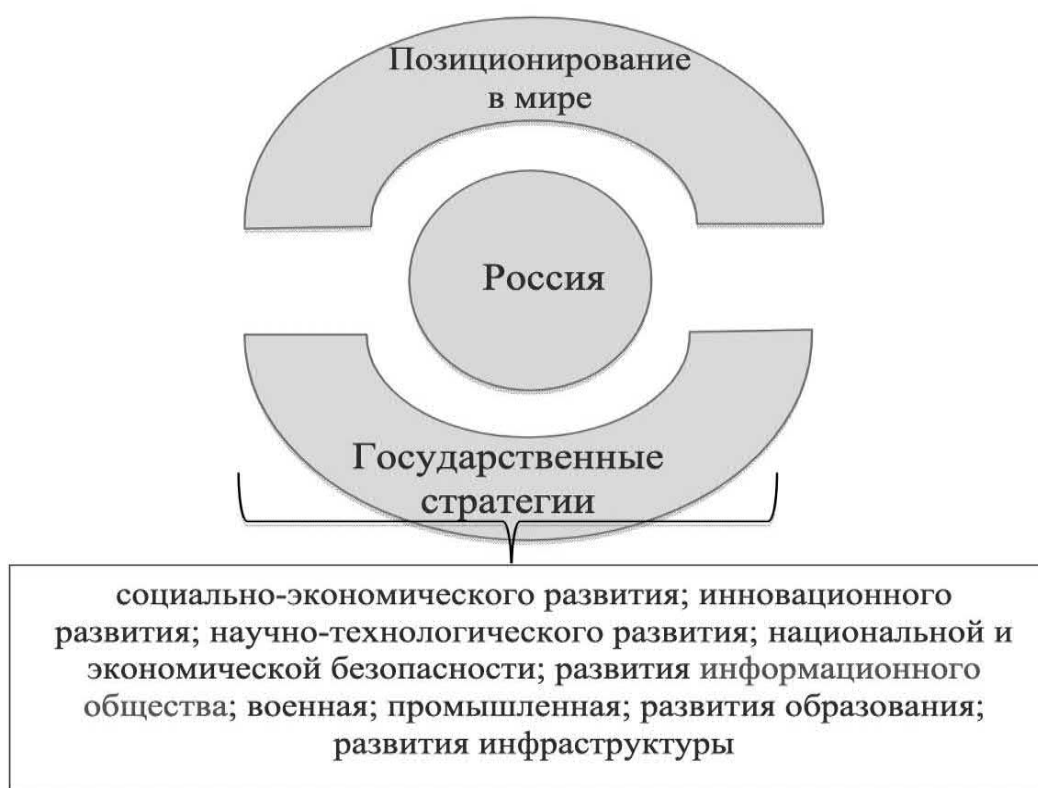 Позиционирование
в мире
Россия
Государственные
стратегии
социально-экономического развития; инновационного
развития; научно-технологического развития; национальной и
экономической безопасности; развития информационного
общества; военная; промышленная; развития образования;
развития инфраструктуры